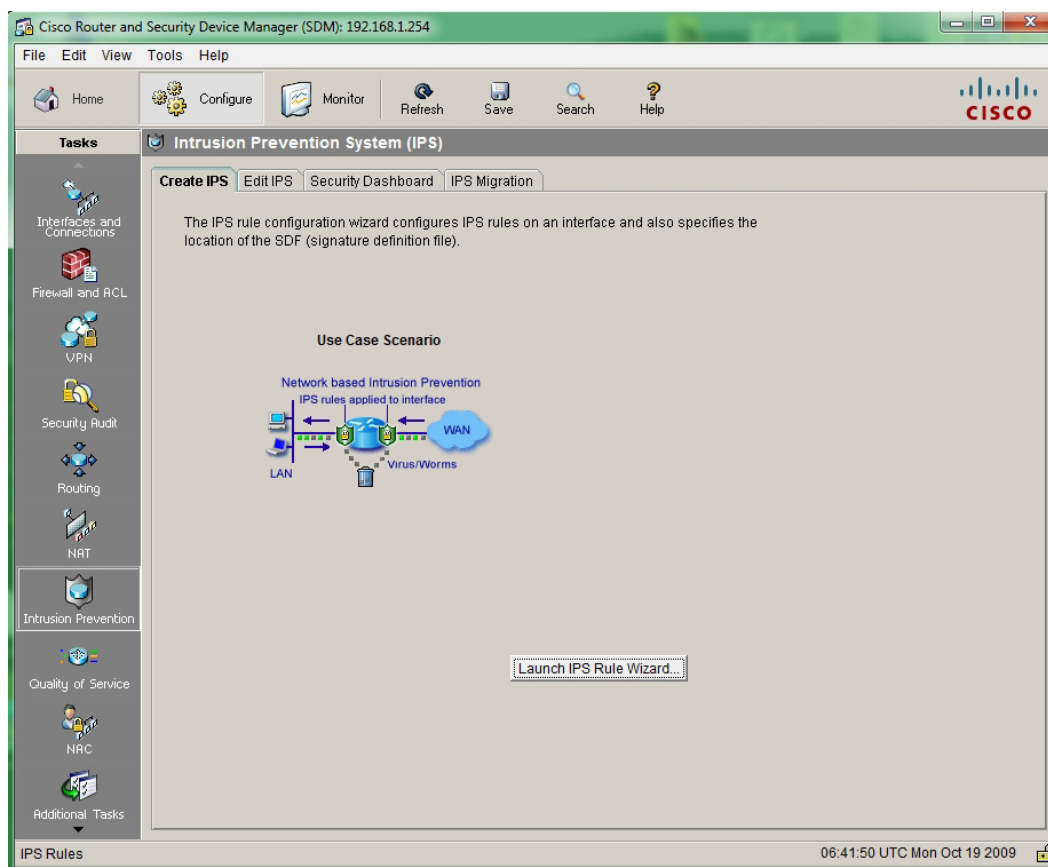 Cisco Router and Security Device Manager (SDM): 192.168.1.254
File Edit View Tools Help
Home Configure Monitor Refresh Save Search Help
CISCO
Tasks
Intrusion Prevention System (IPS)
Create IPS Edit IPS Security Dashboard IPS Migration
The IPS rule configuration wizard configures IPS rules on an interface and also specifies the
location of the SDF (signature definition file).
Use Case Scenario
Network based Intrusion Prevention
IPS rules applied to interface
WAN
LAN
Virus/Worms
Launch IPS Rule Wizard...
Interfaces and
Connections
Firewall and ACL
VPN
Security Audit
Routing
NAT
Intrusion Prevention
Quality of Service
NAC
Additional Tasks
IPS Rules
06:41:50 UTC Mon Oct 19 2009